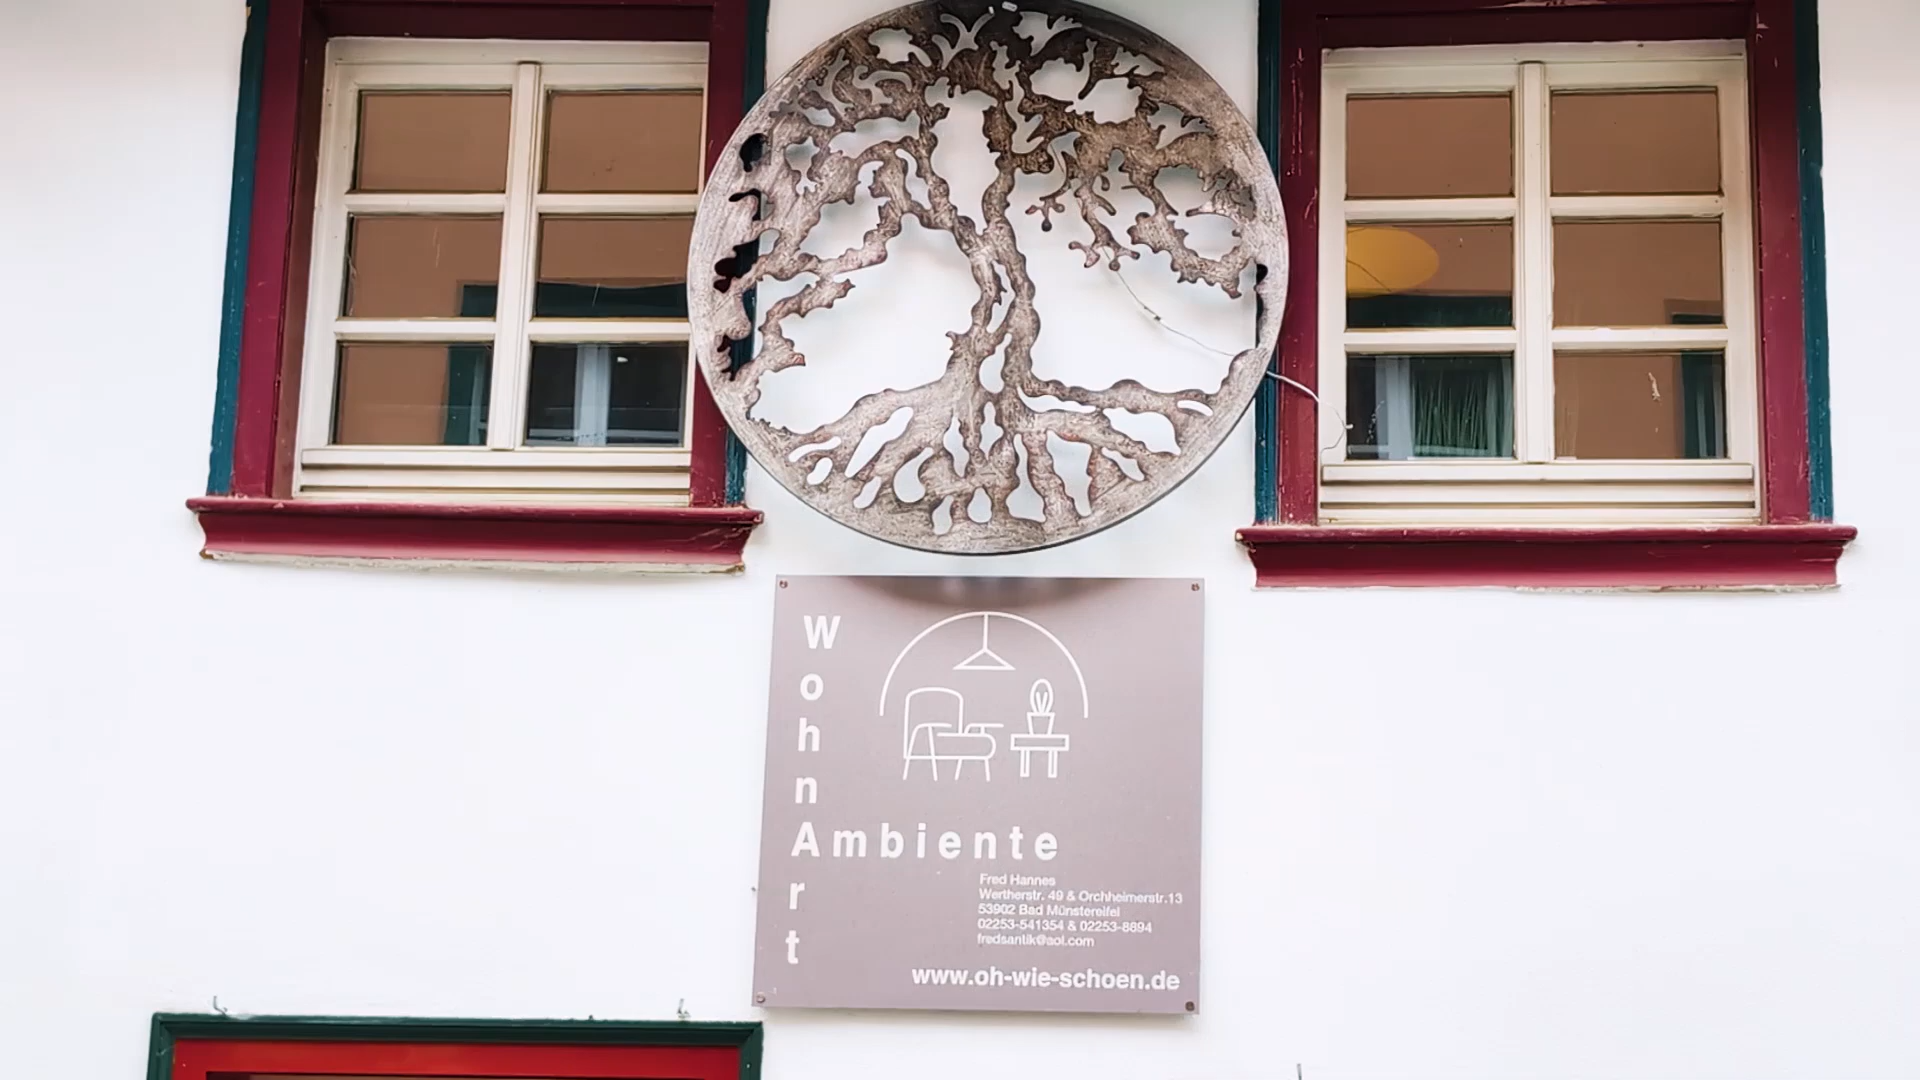 WohnArt
Ambiente
Fred Hannes
Wertherstr. 49 & Orchheimerstr.13
53902 Bad Münstereifel
02253-541354 & 02253-8894
fredsantik@aol.com
www.oh-wie-schoen.de